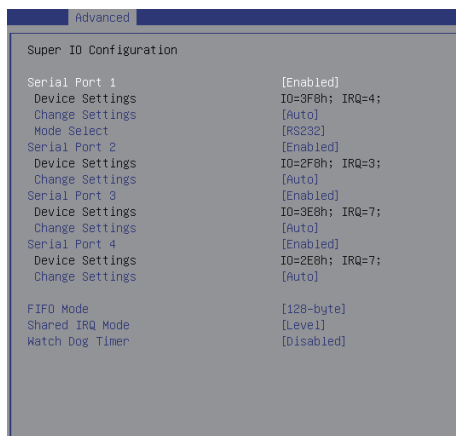 Advanced
Super IO Configuration
Serial Port 1 [Enabled]
Device Settings IO=3F8h; IRQ=4;
Change Settings [Auto]
Mode Select [RS232]
Serial Port 2 [Enabled]
Device Settings IO=2F8h; IRQ=3;
Change Settings [Auto]
Serial Port 3 [Enabled]
Device Settings IO=3E8h; IRQ=7;
Change Settings [Auto]
Serial Port 4 [Enabled]
Device Settings IO=2E8h; IRQ=7;
Change Settings [Auto]
FIFO Mode [128-byte]
Shared IRQ Mode [Level]
Watch Dog Timer [Disabled]